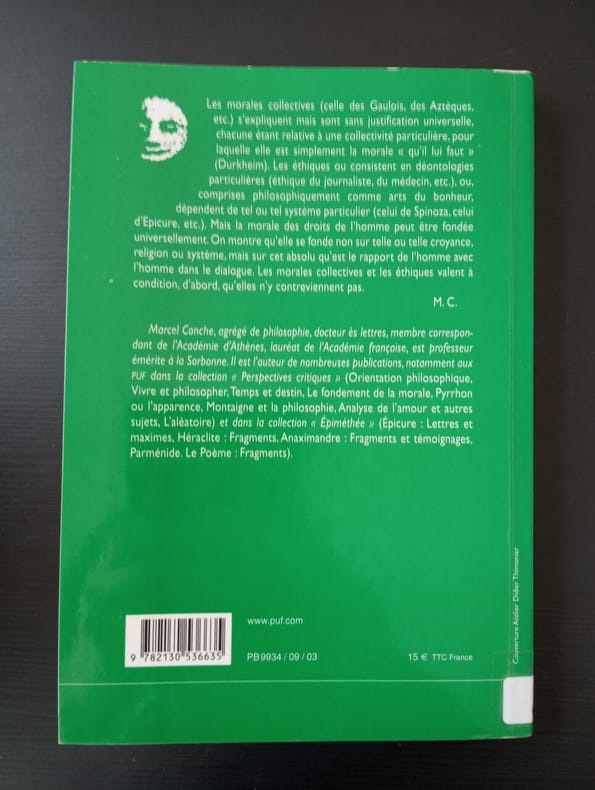 Les morales collectives (celle des Gaulois, des Aztèques,
etc.) s'expliquent mais sont sans justification universelle,
chacune étant relative à une collectivité particulière, pour
laquelle elle est simplement la morale « qu'il lui faut »
(Durkheim). Les éthiques ou consistent en déontologies
particulières (éthique du journaliste, du médecin, etc.), ou,
comprises philosophiquement comme arts du bonheur,
dépendent de tel ou tel système particulier (celui de Spinoza, celui
d'Epicure, etc.). Mais la morale des droits de l'homme peut être fondée
universellement. On montre qu'elle se fonde non sur telle ou telle croyance,
religion ou système, mais sur cet absolu qu'est le rapport de l'homme avec
l'homme dans le dialogue. Les morales collectives et les éthiques valent à
condition, d'abord, qu'elles n'y contreviennent pas.
M. C.
Marcel Conche, agrégé de philosophie, docteur ès lettres, membre correspon-
dant de l'Académie d'Athènes, lauréat de l'Académie française, est professeur
émérite à la Sorbonne. Il est l'auteur de nombreuses publications, notamment aux
PUF dans la collection « Perspectives critiques » (Orientation philosophique,
Vivre et philosopher, Temps et destin, Le fondement de la morale, Pyrrhon
ou l'apparence, Montaigne et la philosophie, Analyse de l'amour et autres
sujets, L'aléatoire) et dans la collection « Épiméthée » (Épicure : Lettres et
maximes, Héraclite : Fragments, Anaximandre : Fragments et témoignages,
Parménide. Le Poème : Fragments).
www.puf.com
9 782130 536635
PB9934 / 09 / 03
15 € TTC France
Couverture Atelier Didier Thimonier